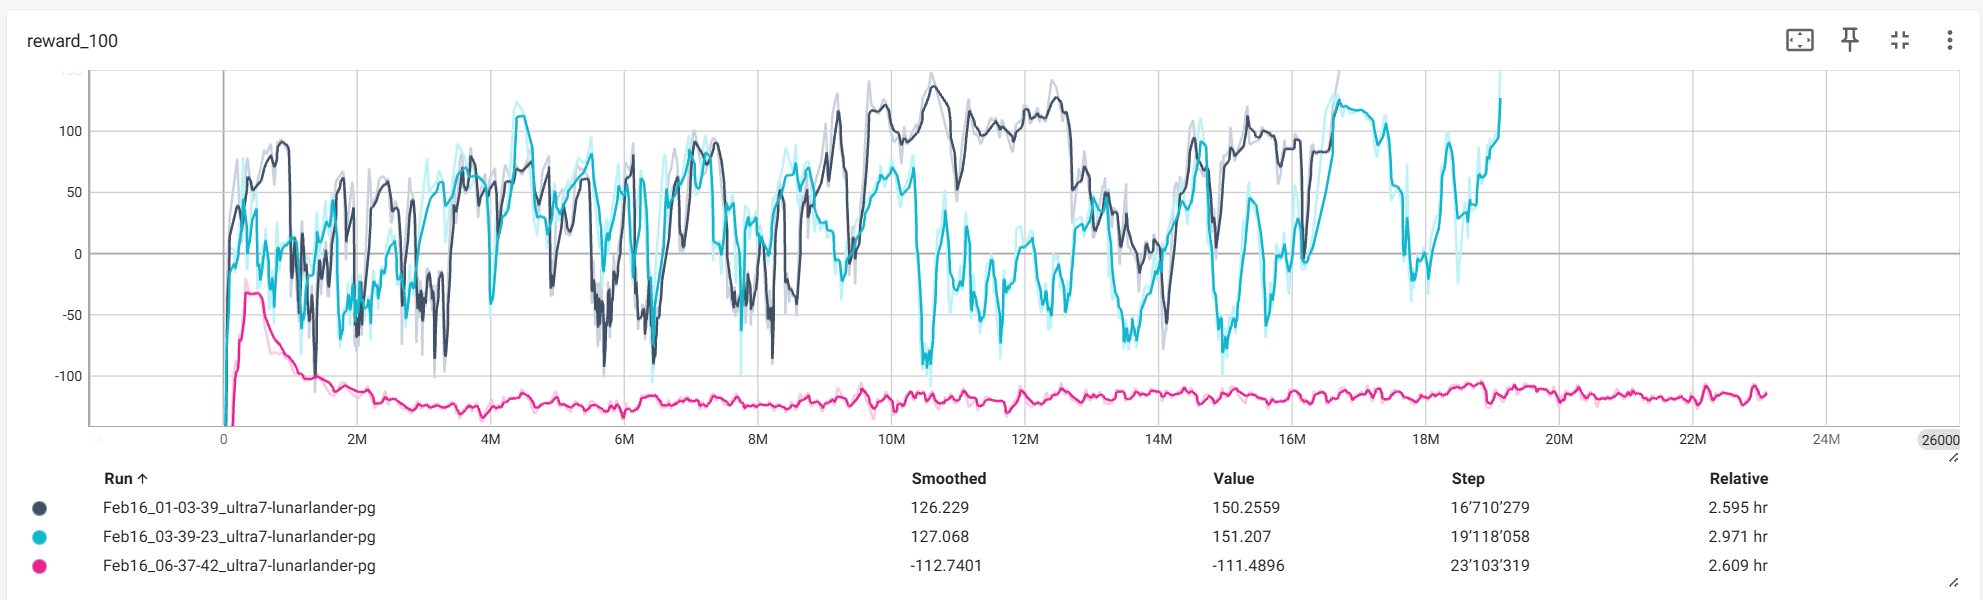 reward_100
100
50
0
-50
-100
0 2M 4M 6M 8M 10M 12M 14M 16M 18M 20M 22M 24M 26000
Run ↑ Smoothed Value Step Relative
Feb16_01-03-39_ultra7-lunarlander-pg 126.229 150.2559 16’710’279 2.595 hr
Feb16_03-39-23_ultra7-lunarlander-pg 127.068 151.207 19’118’058 2.971 hr
Feb16_06-37-42_ultra7-lunarlander-pg -112.7401 -111.4896 23’103’319 2.609 hr